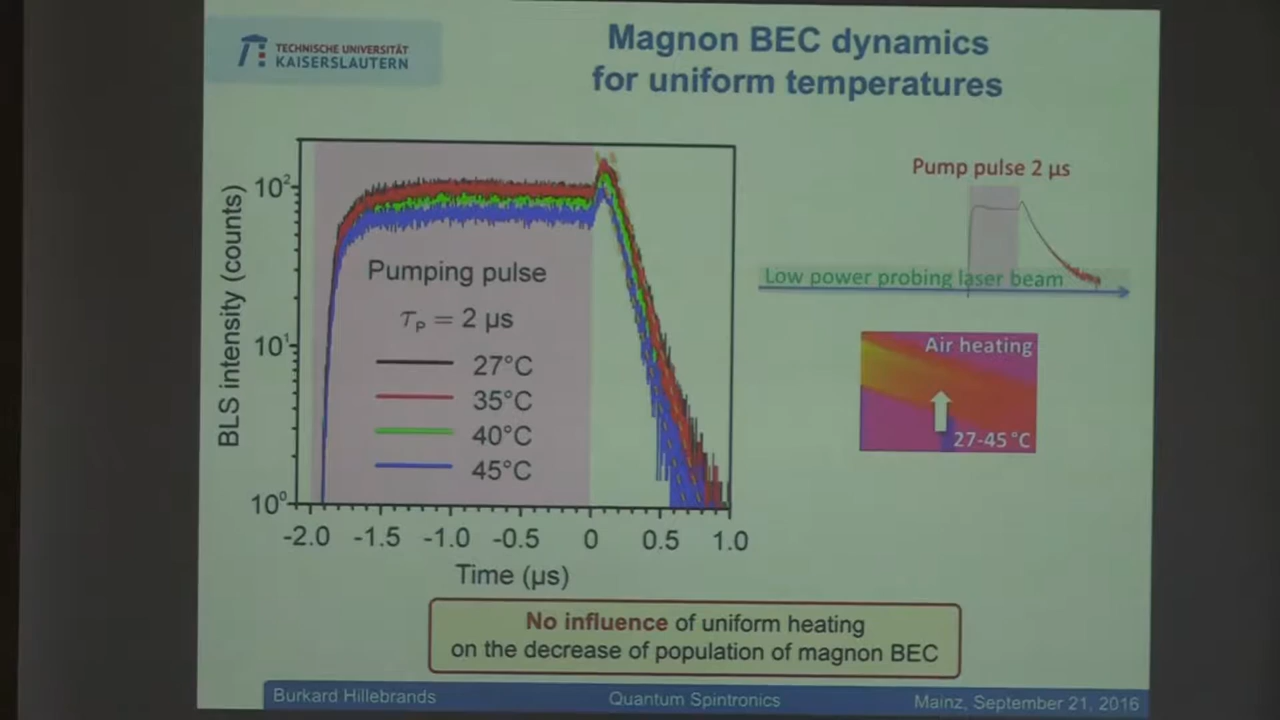 TECHNISCHE UNIVERSITÄT
KAISERSLAUTERN
Magnon BEC dynamics
for uniform temperatures
BLS intensity (counts)
10²
10¹
10⁰
Pumping pulse
τ_P = 2 µs
27°C
35°C
40°C
45°C
-2.0 -1.5 -1.0 -0.5 0 0.5 1.0
Time (µs)
Pump pulse 2 µs
Low power probing laser beam
Air heating
27-45 °C
No influence of uniform heating
on the decrease of population of magnon BEC
Burkard Hillebrands Quantum Spintronics Mainz, September 21, 2016